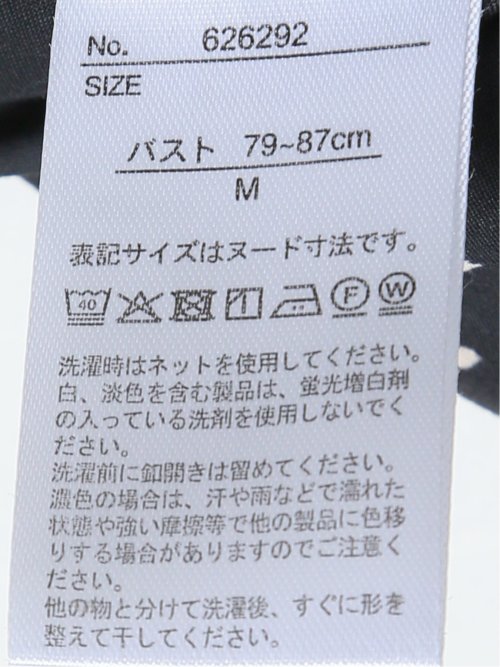 No. 626292
SIZE
バスト 79~87cm
M
表記サイズはヌード寸法です。
40 F W
洗濯時はネットを使用してください。
白、淡色を含む製品は、蛍光増白剤
の入っている洗剤を使用しないでく
ださい。
洗濯前に釦開きは留めてください。
濃色の場合は、汗や雨などで濡れた
状態や強い摩擦等で他の製品に色移
りする場合がありますのでご注意く
ださい。
他の物と分けて洗濯後、すぐに形を
整えて干してください。